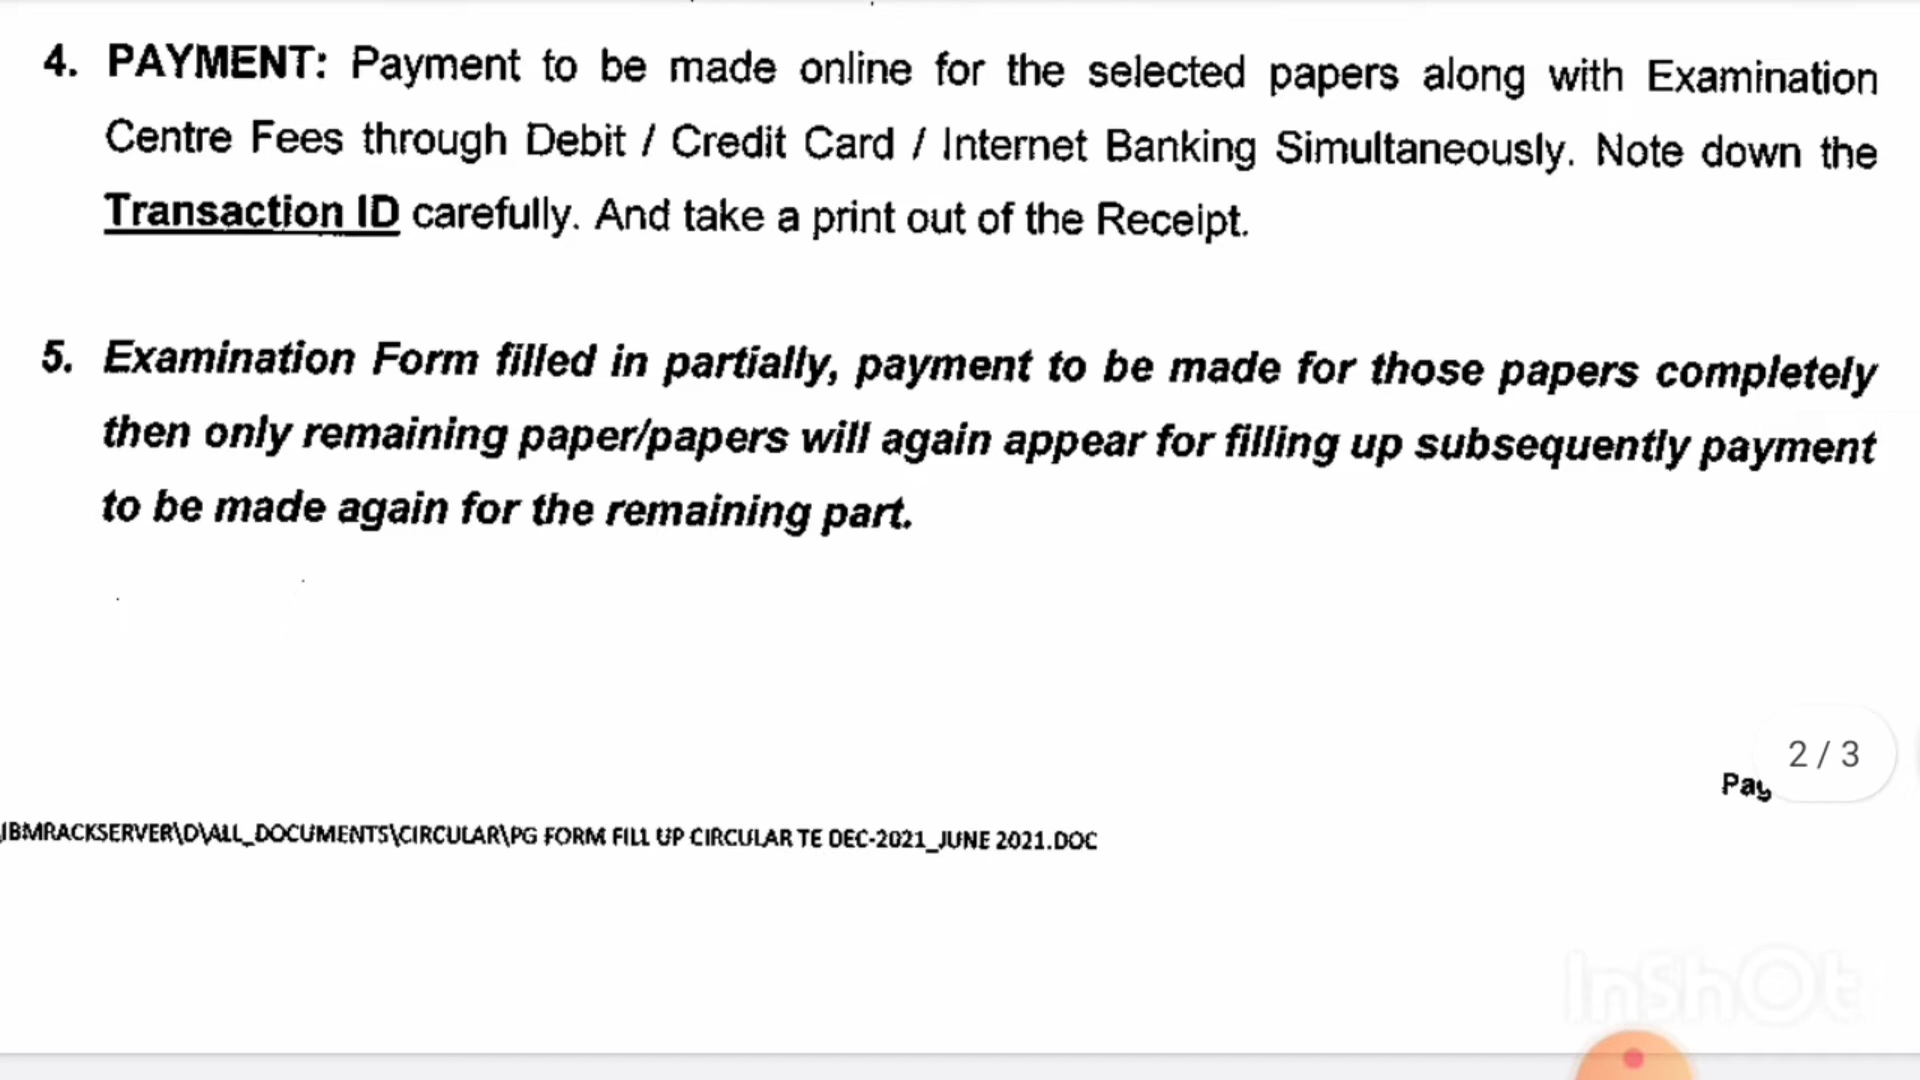 4. PAYMENT: Payment to be made online for the selected papers along with Examination
Centre Fees through Debit / Credit Card / Internet Banking Simultaneously. Note down the
Transaction ID carefully. And take a print out of the Receipt.
5. Examination Form filled in partially, payment to be made for those papers completely
then only remaining paper/papers will again appear for filling up subsequently payment
to be made again for the remaining part.
2 / 3
IBMRACKSERVER\D\ALL_DOCUMENTS\CIRCULAR\PG FORM FILL UP CIRCULAR TE DEC-2021_JUNE 2021.DOC
InShOt